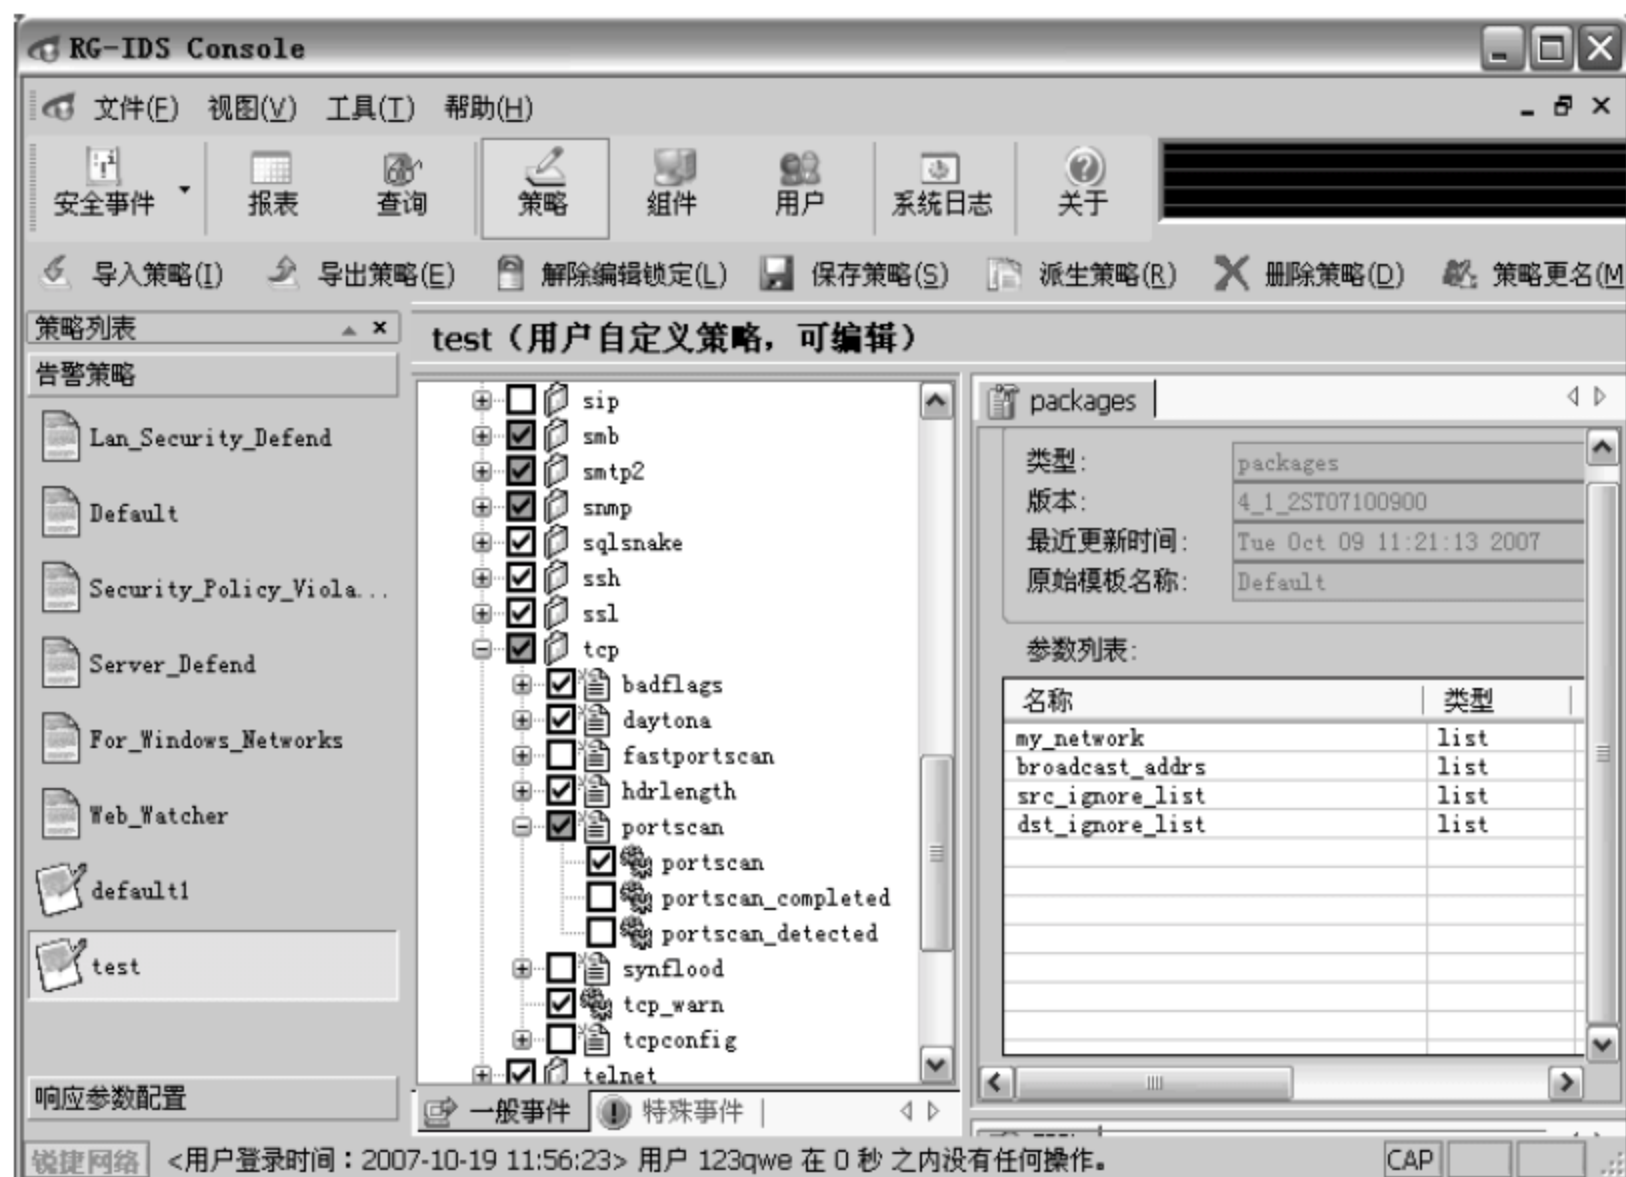 RG-IDS Console
文件(F) 视图(V) 工具(T) 帮助(H)
安全事件 报表 查询 策略 组件 用户 系统日志 关于
导入策略(I) 导出策略(E) 解除编辑锁定(L) 保存策略(S) 派生策略(R) 删除策略(D) 策略更名(M
策略列表
告警策略
Lan_Security_Defend
Default
Security_Policy_Viola...
Server_Defend
For_Windows_Networks
Web_Watcher
default1
test
响应参数配置
test（用户自定义策略，可编辑）
sip
smb
smtp2
snmp
sqlsnake
ssh
ssl
tcp
badflags
daytona
fastportscan
hdrlength
portscan
portscan
portscan_completed
portscan_detected
synflood
tcp_warn
tcpconfig
telnet
一般事件 特殊事件
packages
类型: packages
版本: 4_1_2ST07100900
最近更新时间: Tue Oct 09 11:21:13 2007
原始模板名称: Default
参数列表:
名称 类型
my_network list
broadcast_addrs list
src_ignore_list list
dst_ignore_list list
锐捷网络 <用户登录时间：2007-10-19 11:56:23> 用户 123qwe 在 0 秒 之内没有任何操作。 CAP